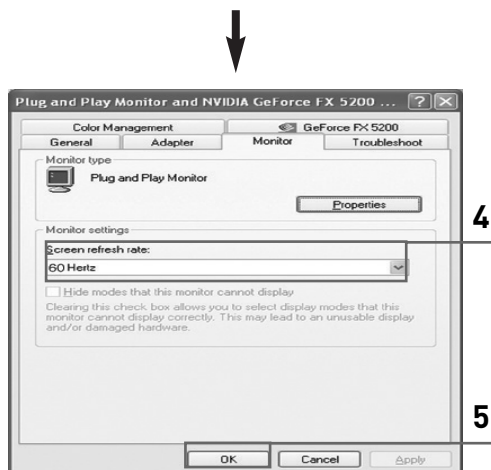 Plug and Play Monitor and NVIDIA GeForce FX 5200 ...
Color Management GeForce FX 5200
General Adapter Monitor Troubleshoot
Monitor type
Plug and Play Monitor
Properties
4
Monitor settings
Screen refresh rate:
60 Hertz
Hide modes that this monitor cannot display
Clearing this check box allows you to select display modes that this
monitor cannot display correctly. This may lead to an unusable display
and/or damaged hardware.
5
OK Cancel Apply